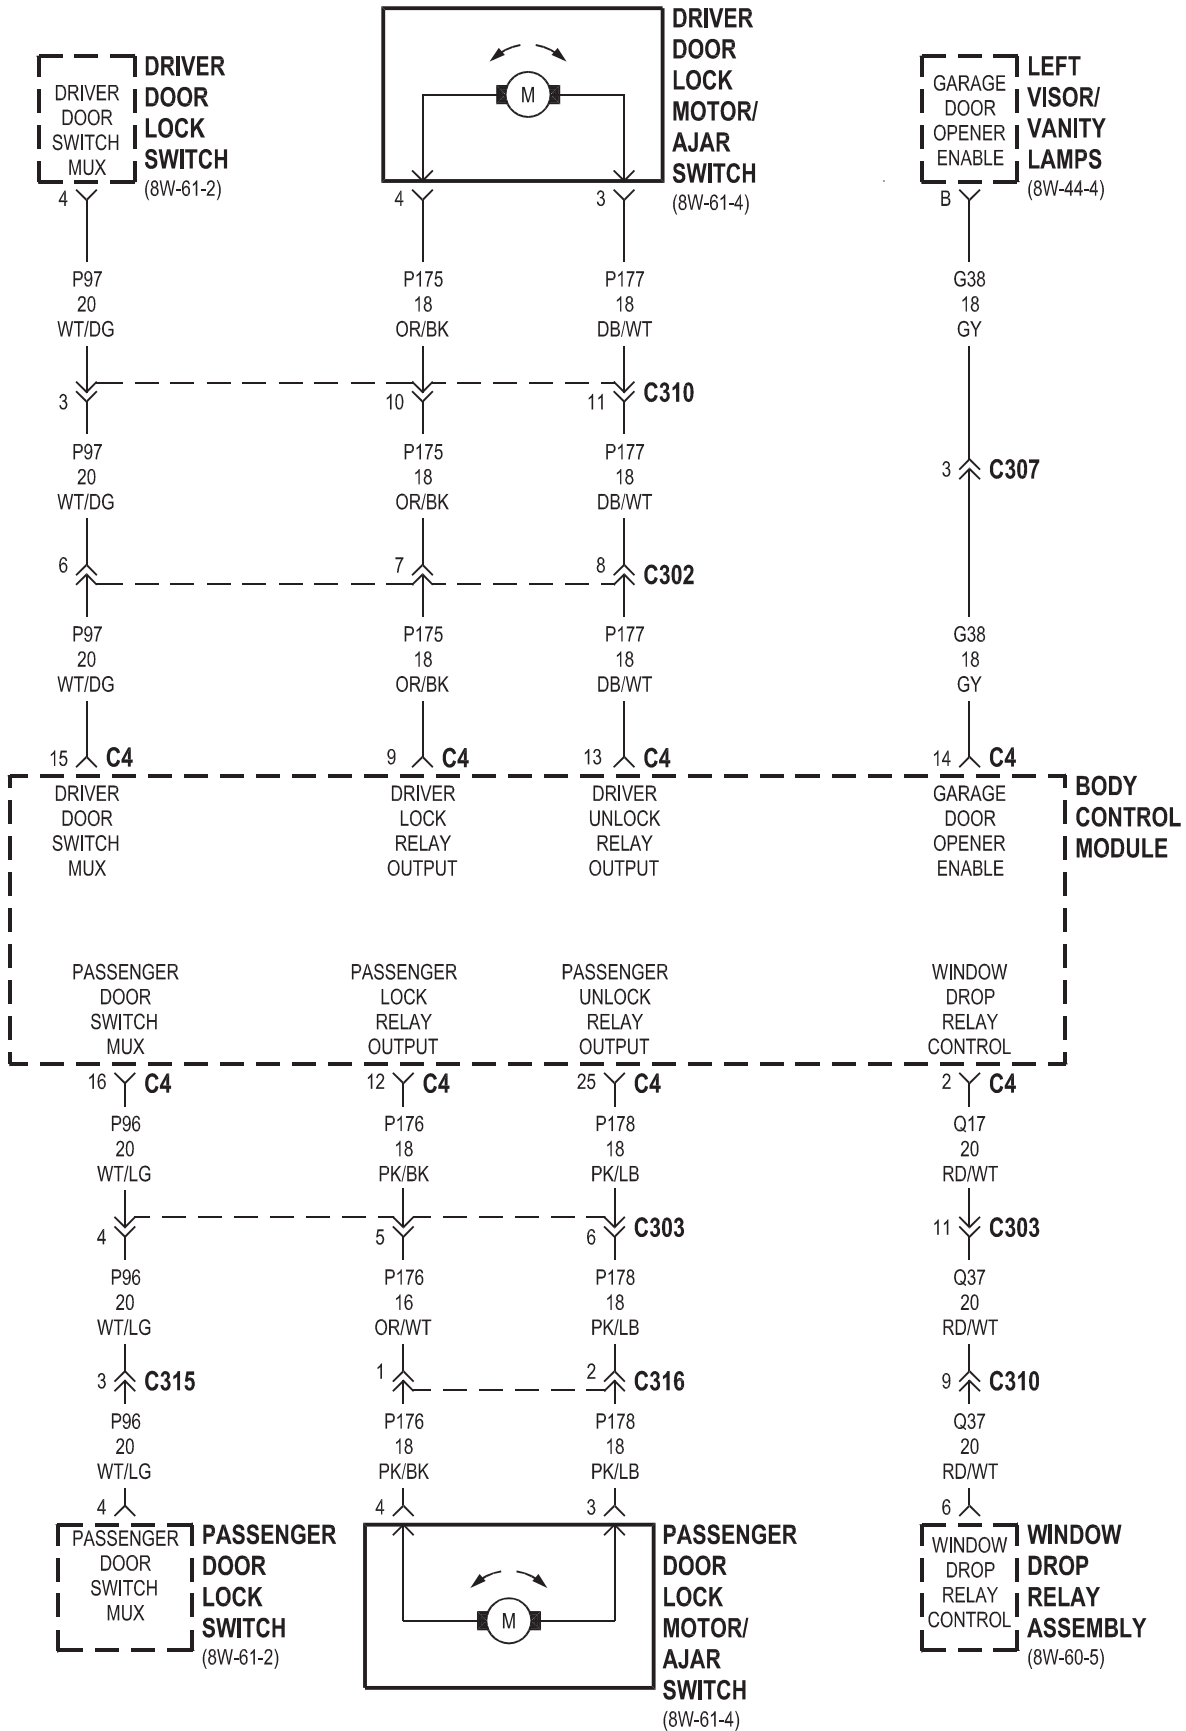 DRIVER
DOOR
SWITCH
MUX
DRIVER
DOOR
LOCK
SWITCH
(8W-61-2)
M
DRIVER
DOOR
LOCK
MOTOR/
AJAR
SWITCH
(8W-61-4)
GARAGE
DOOR
OPENER
ENABLE
LEFT
VISOR/
VANITY
LAMPS
(8W-44-4)
4
4
3
B
P97
20
WT/DG
P175
18
OR/BK
P177
18
DB/WT
G38
18
GY
3
10
11
C310
P97
20
WT/DG
P175
18
OR/BK
P177
18
DB/WT
3
C307
6
7
8
C302
P97
20
WT/DG
P175
18
OR/BK
P177
18
DB/WT
G38
18
GY
15
C4
9
C4
13
C4
14
C4
DRIVER
DOOR
SWITCH
MUX
DRIVER
LOCK
RELAY
OUTPUT
DRIVER
UNLOCK
RELAY
OUTPUT
GARAGE
DOOR
OPENER
ENABLE
BODY
CONTROL
MODULE
PASSENGER
DOOR
SWITCH
MUX
PASSENGER
LOCK
RELAY
OUTPUT
PASSENGER
UNLOCK
RELAY
OUTPUT
WINDOW
DROP
RELAY
CONTROL
16
C4
12
C4
25
C4
2
C4
P96
20
WT/LG
P176
18
PK/BK
P178
18
PK/LB
Q17
20
RD/WT
4
5
6
C303
11
C303
P96
20
WT/LG
P176
16
OR/WT
P178
18
PK/LB
Q37
20
RD/WT
3
C315
1
2
C316
9
C310
P96
20
WT/LG
P176
18
PK/BK
P178
18
PK/LB
Q37
20
RD/WT
4
4
3
6
PASSENGER
DOOR
SWITCH
MUX
PASSENGER
DOOR
LOCK
SWITCH
(8W-61-2)
M
PASSENGER
DOOR
LOCK
MOTOR/
AJAR
SWITCH
(8W-61-4)
WINDOW
DROP
RELAY
CONTROL
WINDOW
DROP
RELAY
ASSEMBLY
(8W-60-5)